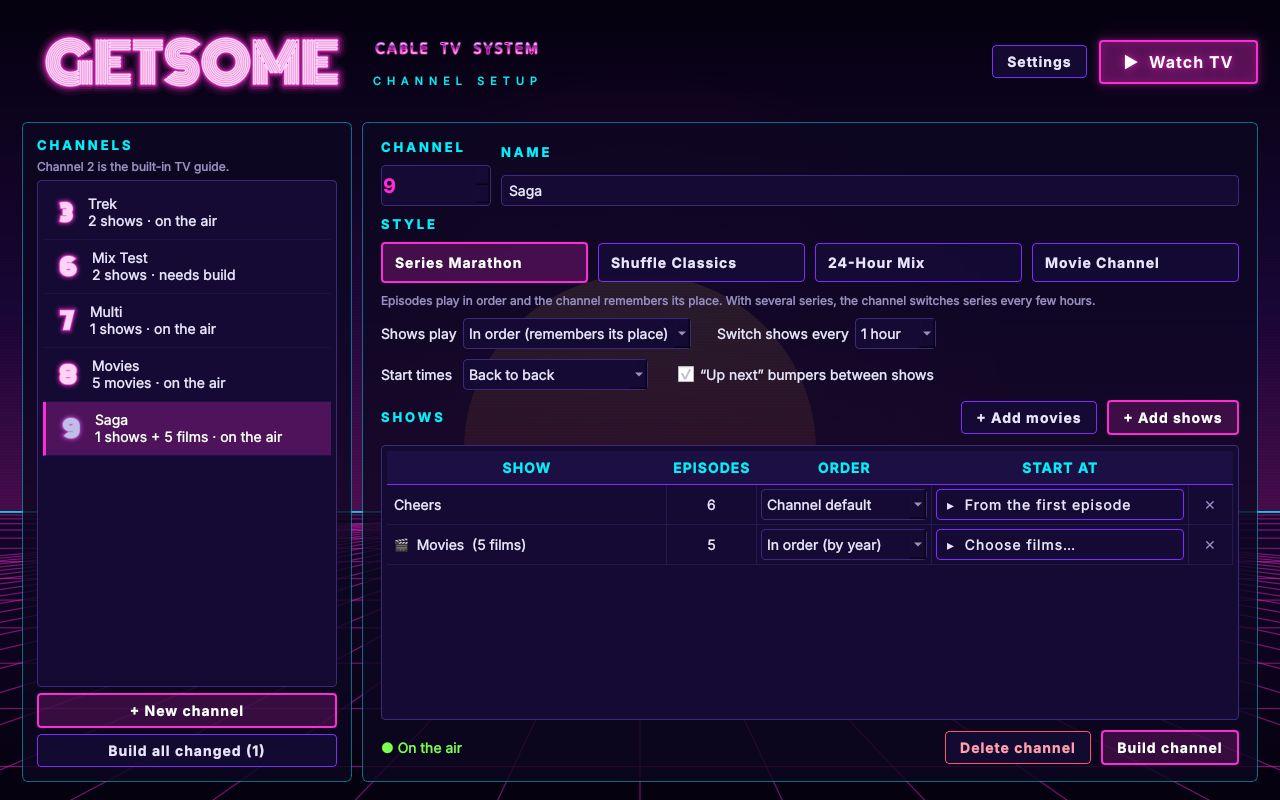 GETSOME
CABLE TV SYSTEM
CHANNEL SETUP
Settings
▶ Watch TV
CHANNELS
Channel 2 is the built-in TV guide.
3 Trek
2 shows · on the air
6 Mix Test
2 shows · needs build
7 Multi
1 shows · on the air
8 Movies
5 movies · on the air
9 Saga
1 shows + 5 films · on the air
+ New channel
Build all changed (1)
CHANNEL
9
NAME
Saga
STYLE
Series Marathon
Shuffle Classics
24-Hour Mix
Movie Channel
Episodes play in order and the channel remembers its place. With several series, the channel switches series every few hours.
Shows play In order (remembers its place) Switch shows every 1 hour
Start times Back to back “Up next” bumpers between shows
SHOWS
+ Add movies
+ Add shows
SHOW EPISODES ORDER START AT
Cheers 6 Channel default ▸ From the first episode ×
🎬 Movies (5 films) 5 In order (by year) ▸ Choose films... ×
On the air
Delete channel
Build channel